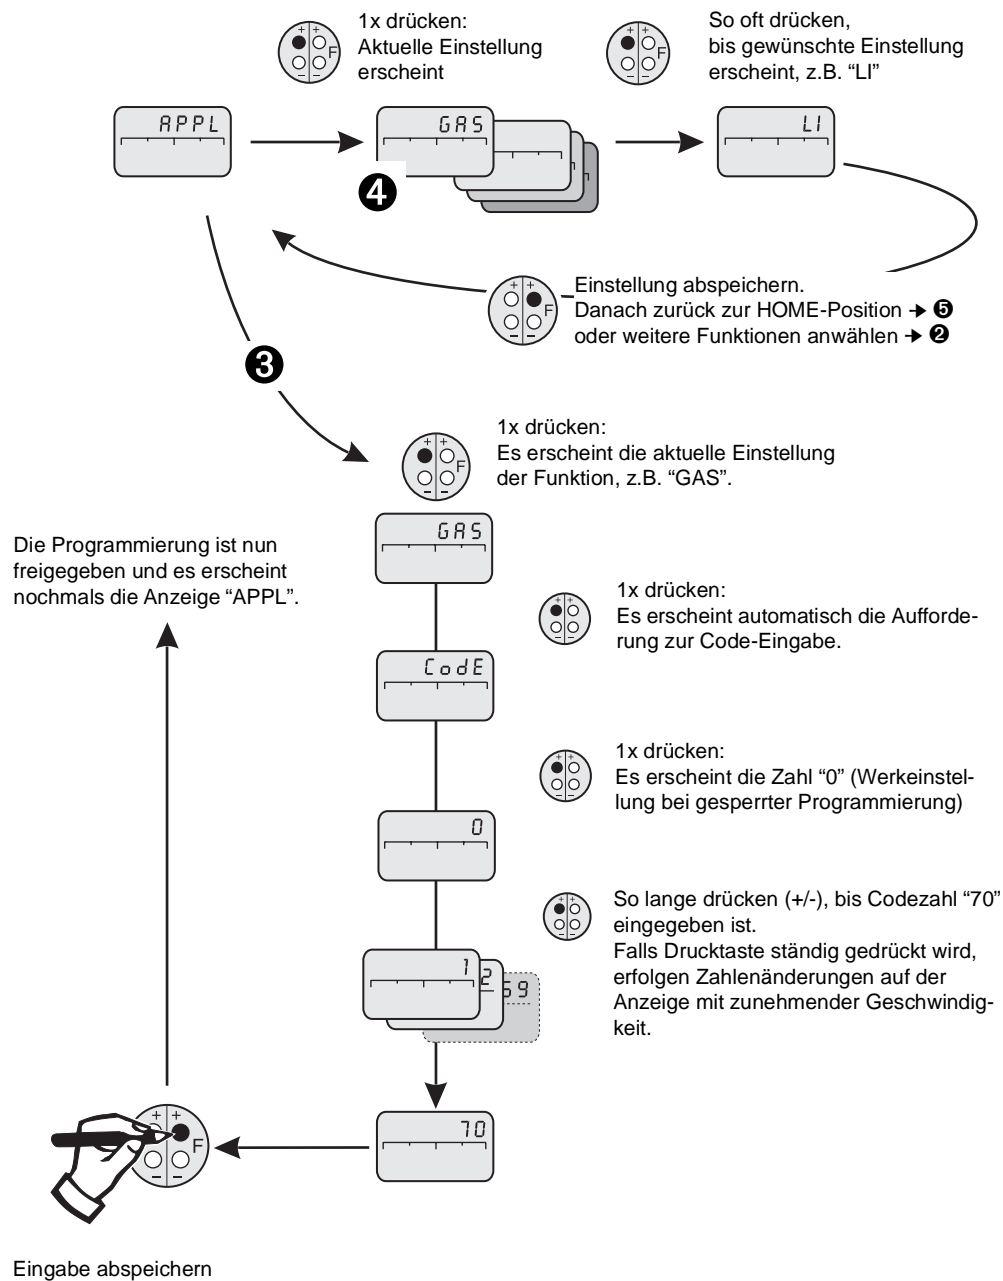 1x drücken:
Aktuelle Einstellung
erscheint
So oft drücken,
bis gewünschte Einstellung
erscheint, z.B. “LI”
+ +
F
– –
+ +
F
– –
APPL
GAS
LI
4
+ +
F
– –
Einstellung abspeichern.
Danach zurück zur HOME-Position ➔ ❺
oder weitere Funktionen anwählen ➔ ❷
3
1x drücken:
Es erscheint die aktuelle Einstellung
der Funktion, z.B. “GAS”.
+ +
F
– –
GAS
Die Programmierung ist nun
freigegeben und es erscheint
nochmals die Anzeige “APPL”.
1x drücken:
Es erscheint automatisch die Aufforde-
rung zur Code-Eingabe.
+ +
– –
CodE
1x drücken:
Es erscheint die Zahl “0” (Werkeinstel-
lung bei gesperrter Programmierung)
+ +
– –
0
So lange drücken (+/-), bis Codezahl “70”
eingegeben ist.
Falls Drucktaste ständig gedrückt wird,
erfolgen Zahlenänderungen auf der
Anzeige mit zunehmender Geschwindig-
keit.
+ +
– –
1 2 69
70
+ +
F
– –
Eingabe abspeichern